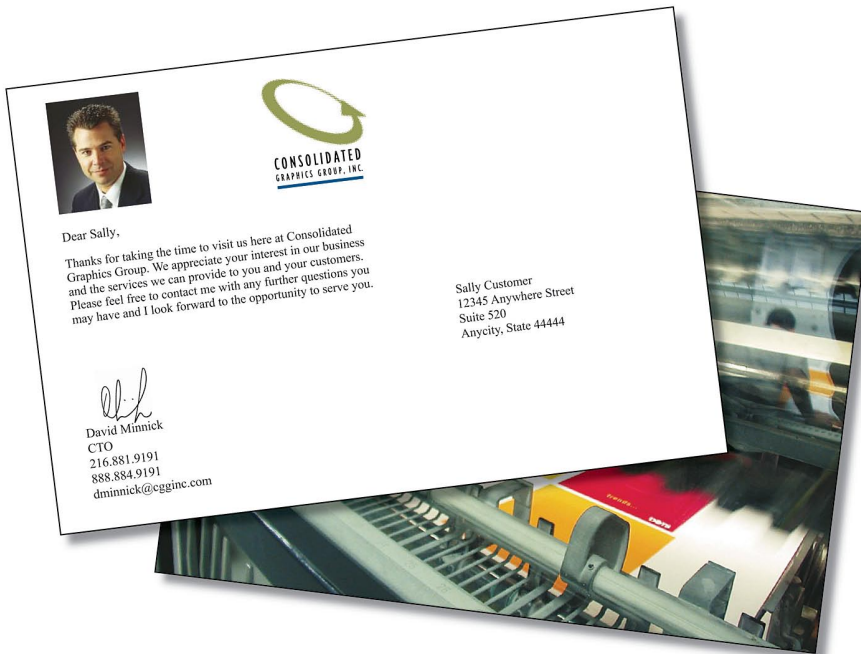 CONSOLIDATED
GRAPHICS GROUP, INC.
Dear Sally,
Thanks for taking the time to visit us here at Consolidated
Graphics Group. We appreciate your interest in our business
and the services we can provide to you and your customers.
Please feel free to contact me with any further questions you
may have and I look forward to the opportunity to serve you.
David Minnick
CTO
216.881.9191
888.884.9191
dminnick@cgginc.com
Sally Customer
12345 Anywhere Street
Suite 520
Anycity, State 44444
trends...